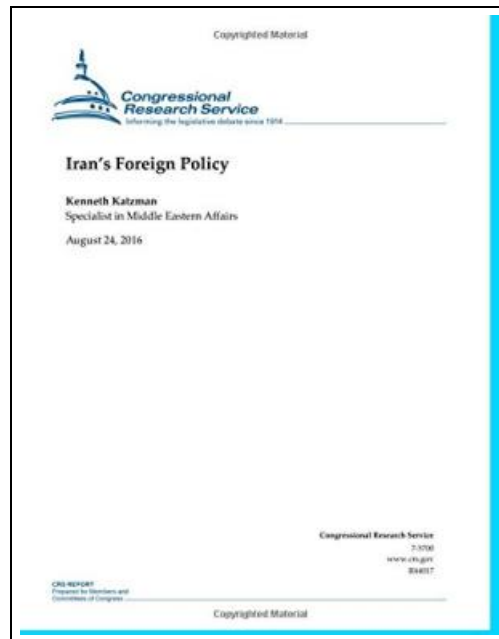 Copyrighted Material
Congressional
Research Service
Informing the legislative debate since 1914
Iran's Foreign Policy
Kenneth Katzman
Specialist in Middle Eastern Affairs
August 24, 2016
Congressional Research Service
7-5700
www.crs.gov
R44017
CRS REPORT
Prepared for Members and
Committees of Congress
Copyrighted Material